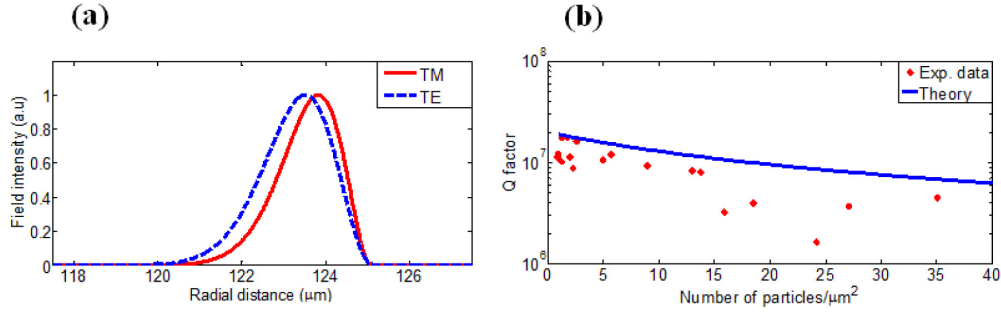 (a)
(b)
TM
TE
Field intensity (a.u)
1
0.8
0.6
0.4
0.2
0
118 120 122 124 126
Radial distance (μm)
Exp. data
Theory
Q factor
10^8
10^7
10^6
0 5 10 15 20 25 30 35 40
Number of particles/μm^2